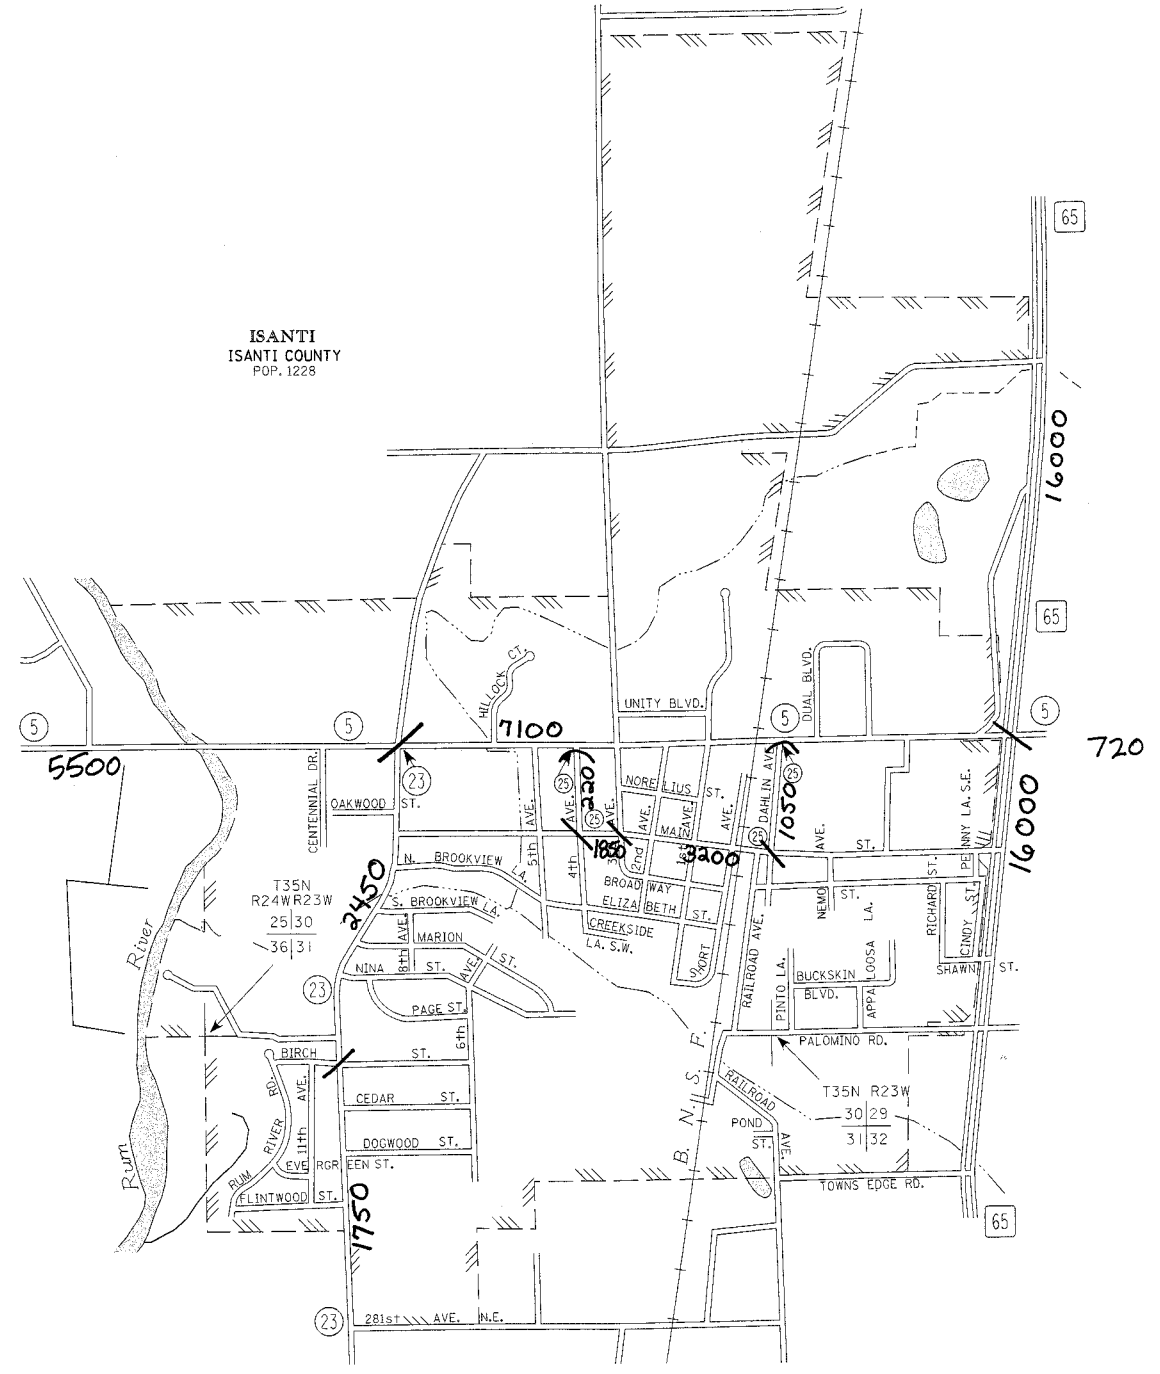 65
ISANTI
ISANTI COUNTY
POP. 1228
16000
65
HILLOCK CT.
DUAL BLVD.
UNITY BLVD.
5
5
7100
5
5
720
5500
23
25
220
25
CENTENNIAL DR.
NORELIUS ST.
DAHLIN AVE.
1050
PENNY LA. S.E.
16000
OAKWOOD ST.
5th AVE.
4th AVE.
25
AVE.
2nd AVE.
MAIN
1st AVE.
AVE.
25
AVE.
ST.
1850
3200
N. BROOKVIEW LA.
2450
BROADWAY
T35N
R24W R23W
25 30
36 31
S. BROOKVIEW LA.
ELIZABETH ST.
NEMO ST.
RICHARD ST.
CINDY ST.
River
8th AVE.
MARION ST.
CREEKSIDE
LA. S.W.
SHORT
RAILROAD AVE.
APPALOOSA LA.
NINA ST.
AVE.
BUCKSKIN
BLVD.
SHAWN ST.
23
PINTO LA.
PAGE ST.
6th
PALOMINO RD.
BIRCH ST.
B. N. S. F.
RAILROAD AVE.
T35N R23W
30 29
31 32
RUM RIVER RD.
11th AVE.
CEDAR ST.
POND
ST.
DOGWOOD ST.
Rum
EVERGREEN ST.
TOWNS EDGE RD.
FLINTWOOD ST.
1750
65
23
281st AVE. N.E.